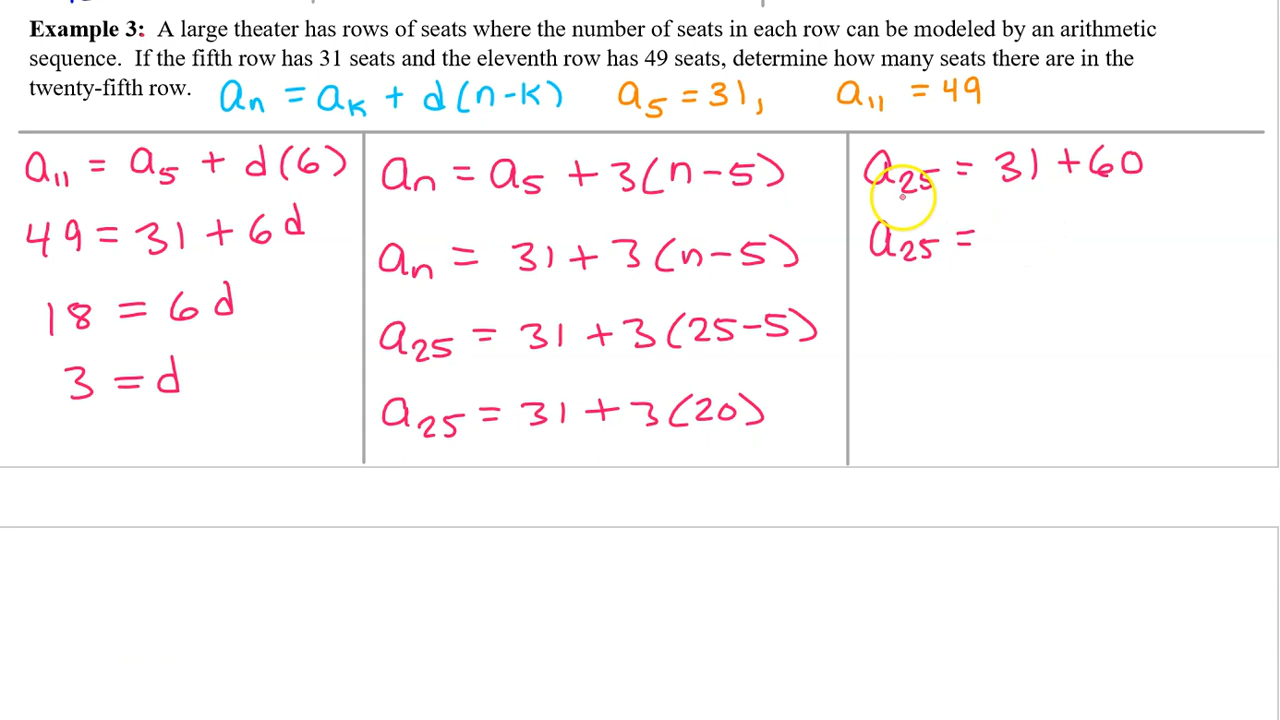 Example 3: A large theater has rows of seats where the number of seats in each row can be modeled by an arithmetic
sequence. If the fifth row has 31 seats and the eleventh row has 49 seats, determine how many seats there are in the
twenty-fifth row. aₙ = aₖ + d(n-k) a₅ = 31, a₁₁ = 49
a₁₁ = a₅ + d(6)
49 = 31 + 6d
18 = 6d
3 = d
aₙ = a₅ + 3(n-5)
aₙ = 31 + 3(n-5)
a₂₅ = 31 + 3(25-5)
a₂₅ = 31 + 3(20)
a₂₅ = 31 + 60
a₂₅ =